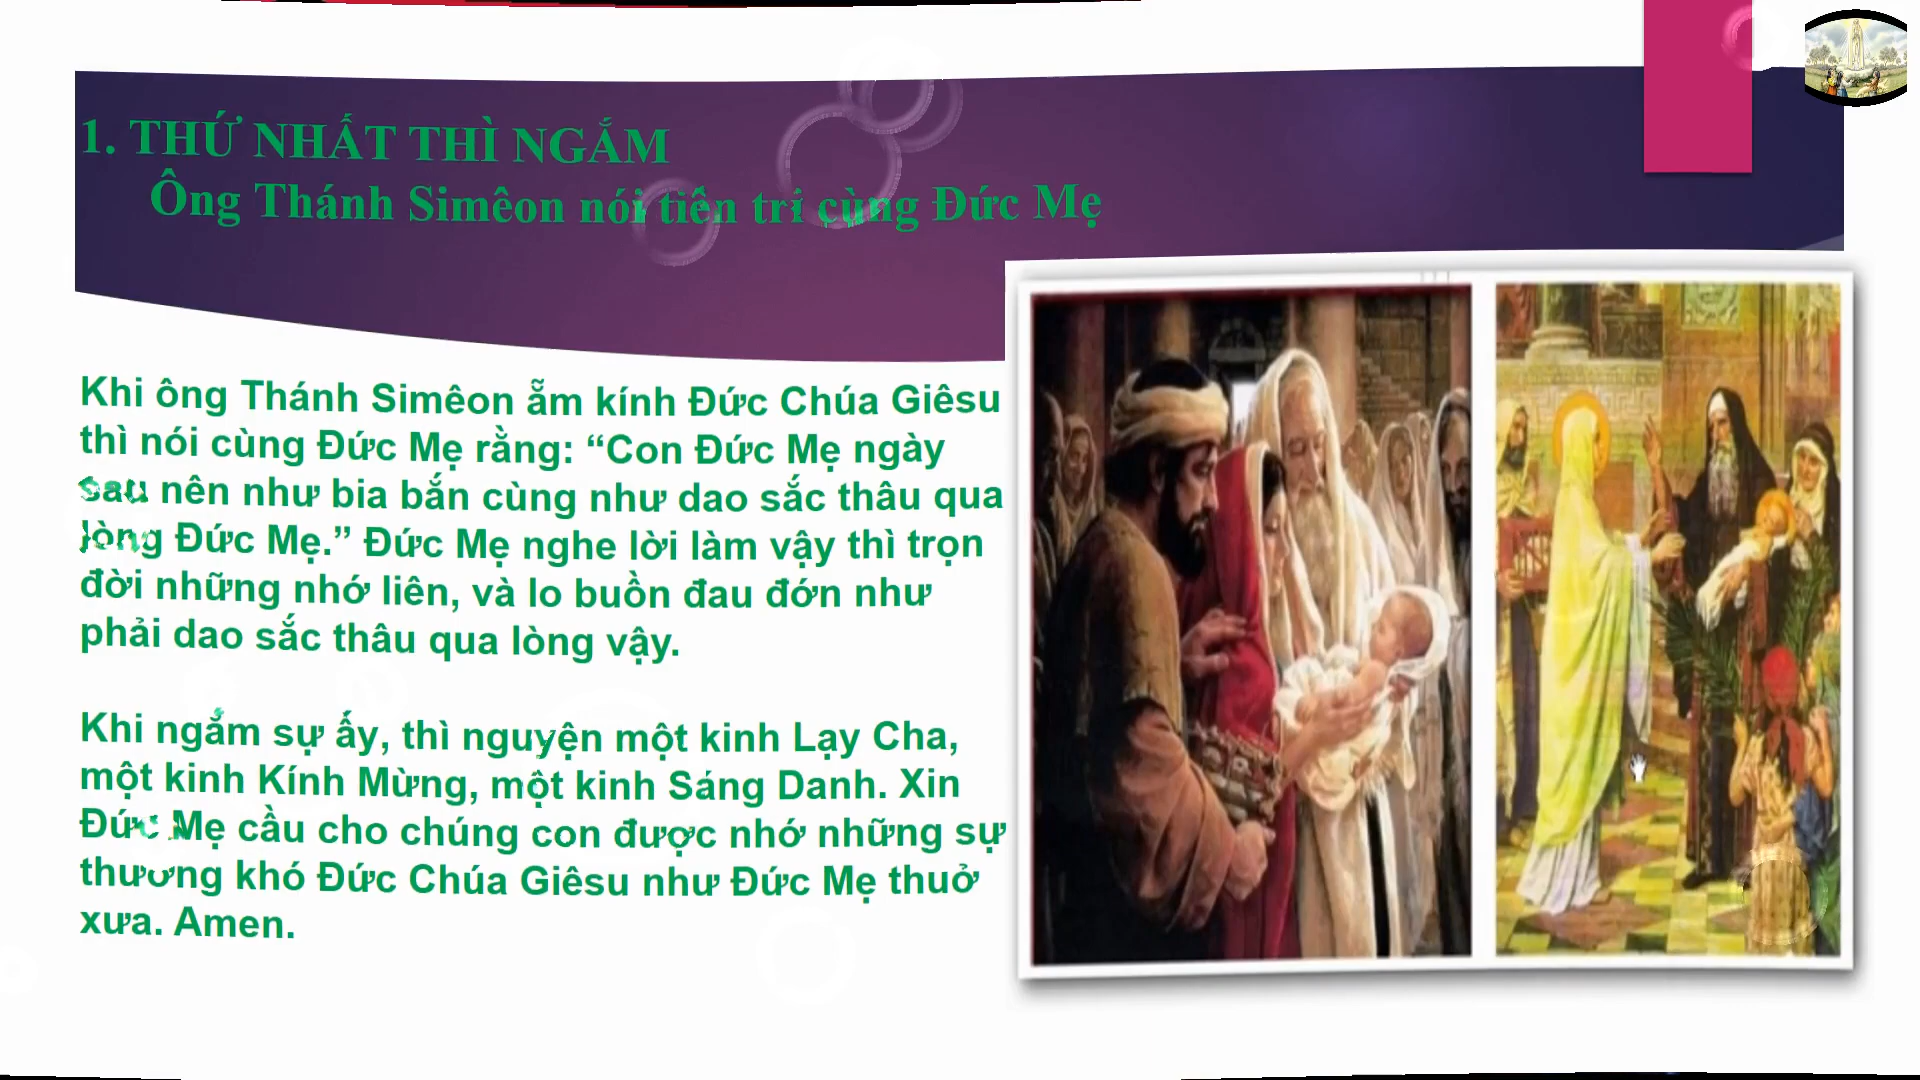 1. THỨ NHẤT THÌ NGẮM
Ông Thánh Simêon nói tiên tri cùng Đức Mẹ
Khi ông Thánh Simêon ẵm kính Đức Chúa Giêsu
thì nói cùng Đức Mẹ rằng: “Con Đức Mẹ ngày
sau nên như bia bắn cùng như dao sắc thâu qua
lòng Đức Mẹ.” Đức Mẹ nghe lời làm vậy thì trọn
đời những nhớ liên, và lo buồn đau đớn như
phải dao sắc thâu qua lòng vậy.
Khi ngắm sự ấy, thì nguyện một kinh Lạy Cha,
một kinh Kính Mừng, một kinh Sáng Danh. Xin
Đức Mẹ cầu cho chúng con được nhớ những sự
thương khó Đức Chúa Giêsu như Đức Mẹ thuở
xưa. Amen.